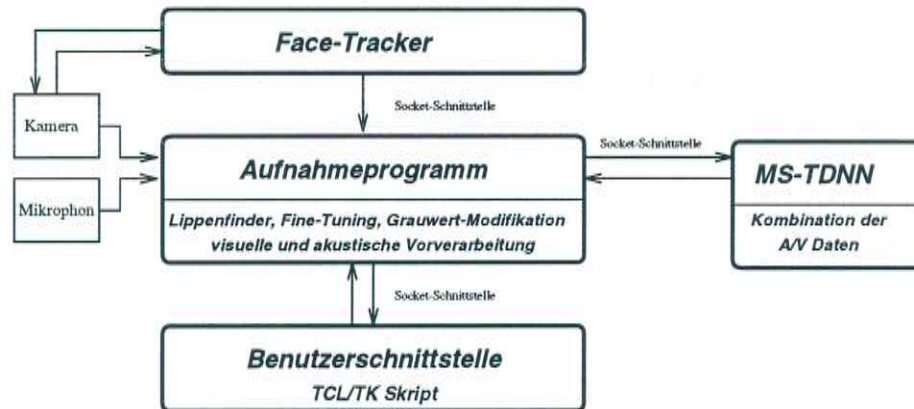 Face-Tracker
Socket-Schnittstelle
Kamera
Aufnahmeprogramm
Socket-Schnittstelle
MS-TDNN
Mikrophon
Lippenfinder, Fine-Tuning, Grauwert-Modifikation
visuelle und akustische Vorverarbeitung
Kombination der
A/V Daten
Socket-Schnittstelle
Benutzerschnittstelle
TCL/TK Skript